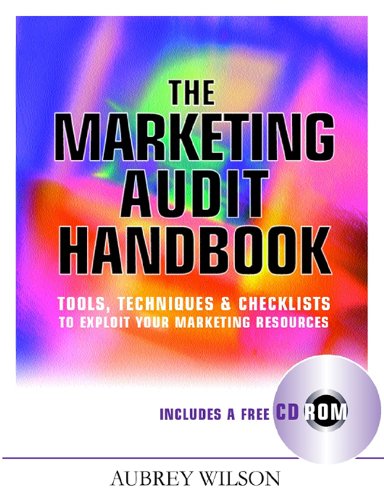 THE
MARKETING
AUDIT
HANDBOOK
TOOLS, TECHNIQUES & CHECKLISTS
TO EXPLOIT YOUR MARKETING RESOURCES
INCLUDES A FREE CD ROM
AUBREY WILSON